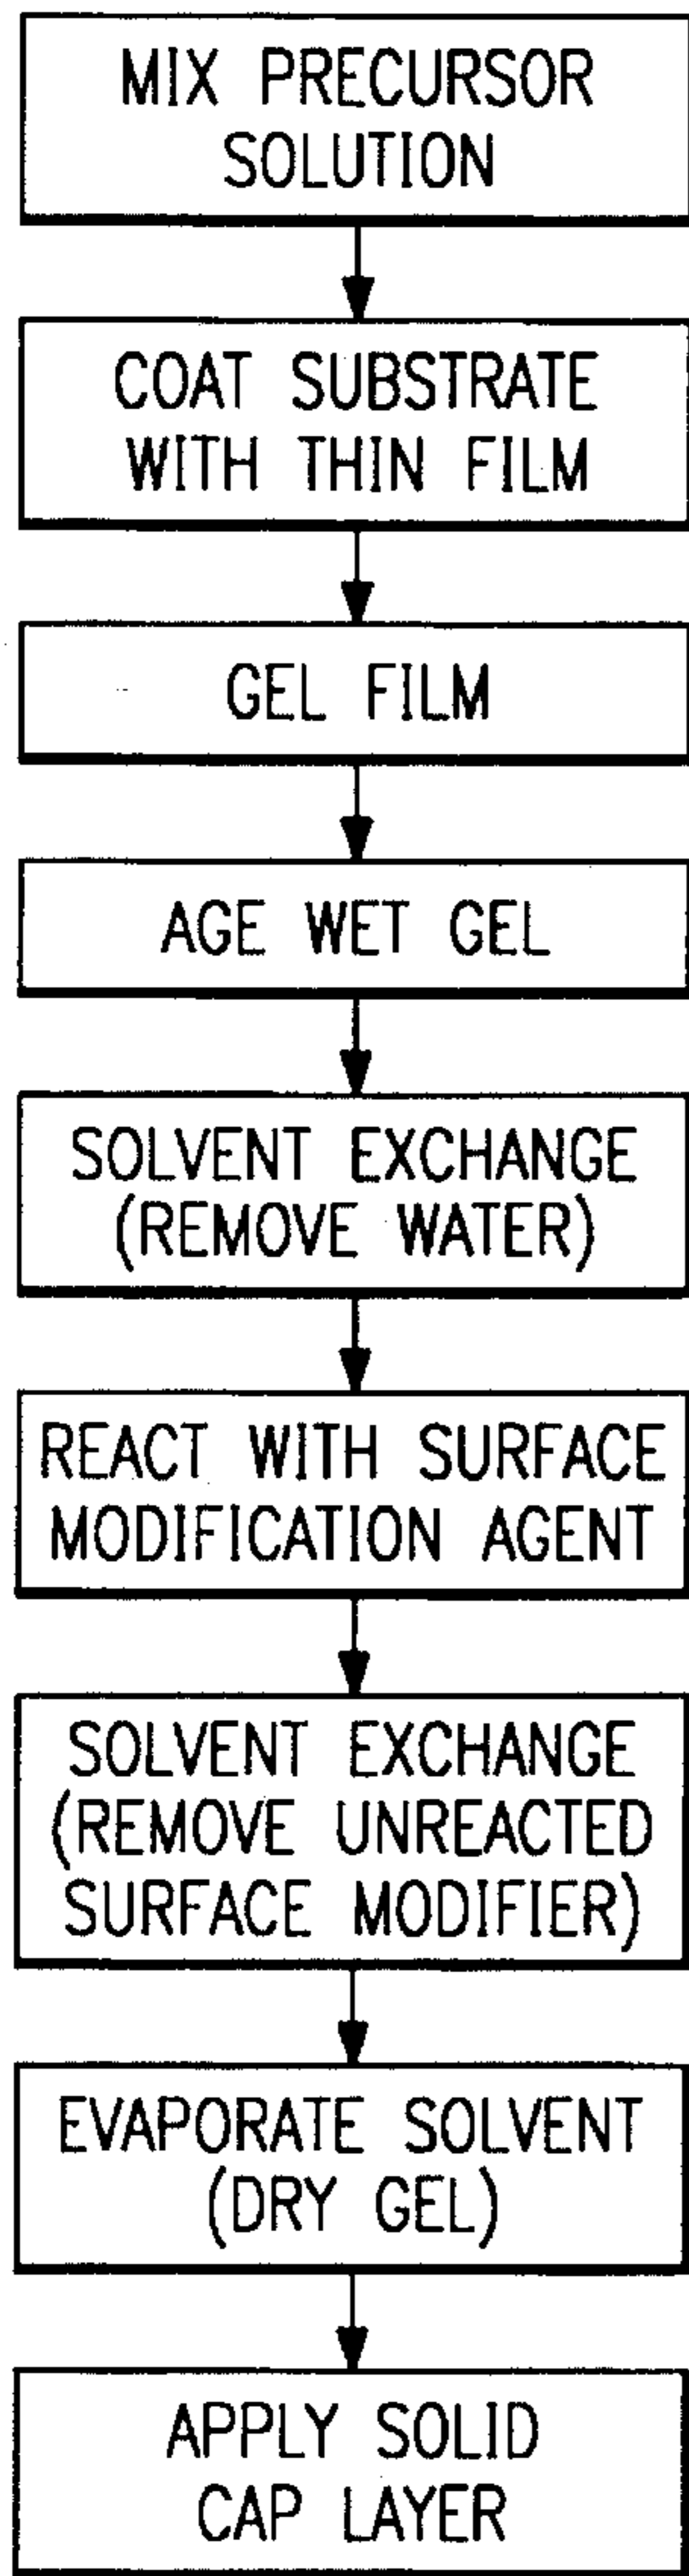 MIX PRECURSOR
SOLUTION
COAT SUBSTRATE
WITH THIN FILM
GEL FILM
AGE WET GEL
SOLVENT EXCHANGE
(REMOVE WATER)
REACT WITH SURFACE
MODIFICATION AGENT
SOLVENT EXCHANGE
(REMOVE UNREACTED
SURFACE MODIFIER)
EVAPORATE SOLVENT
(DRY GEL)
APPLY SOLID
CAP LAYER